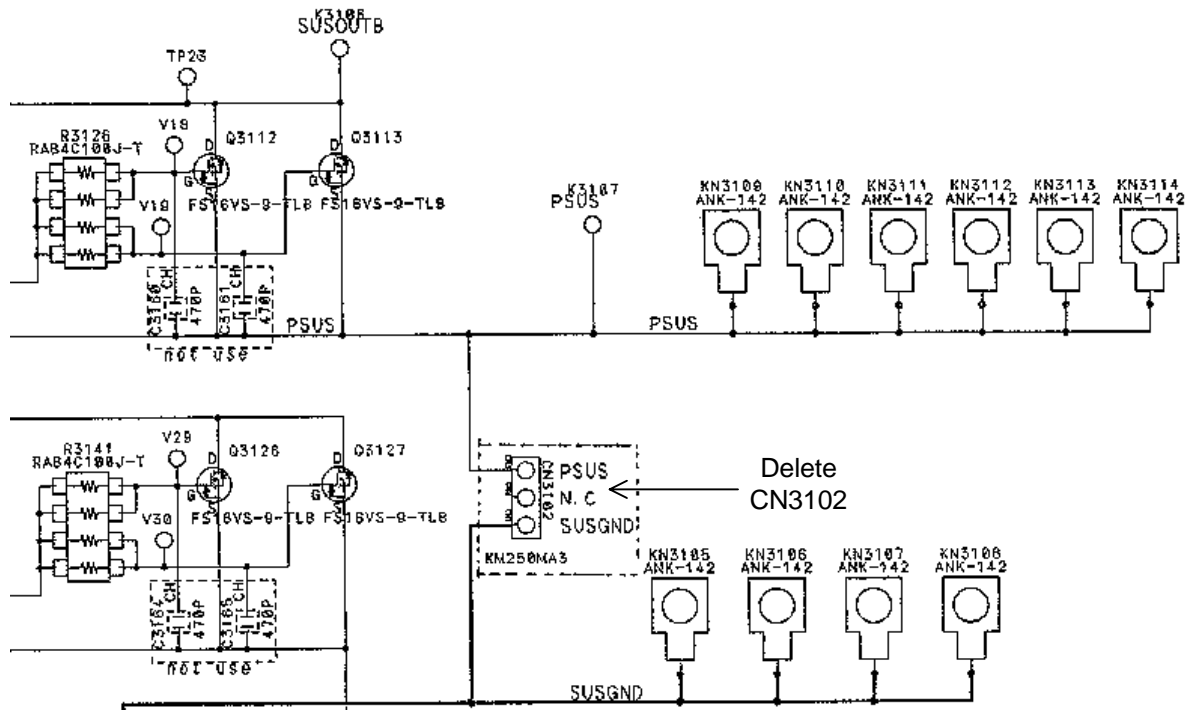 K3106
SUSOUTB
TP23
V18
Q3112
Q3113
R3126
RAB4C100J-T
D
D
G
G
S
S
V19
FS16VS-9-TLB FS16VS-9-TLB
K3107
PSUS
KN3109 KN3110 KN3111 KN3112 KN3113 KN3114
ANK-142 ANK-142 ANK-142 ANK-142 ANK-142 ANK-142
C3160
CH
470P
C3161
CH
470P
PSUS
PSUS
not use
R3141
RAB4C100J-T
V29
Q3126
Q3127
D
D
G
G
S
S
V30
FS16VS-9-TLB FS16VS-9-TLB
CN3102
PSUS
N.C
SUSGND
KM250MA3
Delete
CN3102
KN3105 KN3106 KN3107 KN3108
ANK-142 ANK-142 ANK-142 ANK-142
C3164
CH
470P
C3165
CH
470P
not use
SUSGND